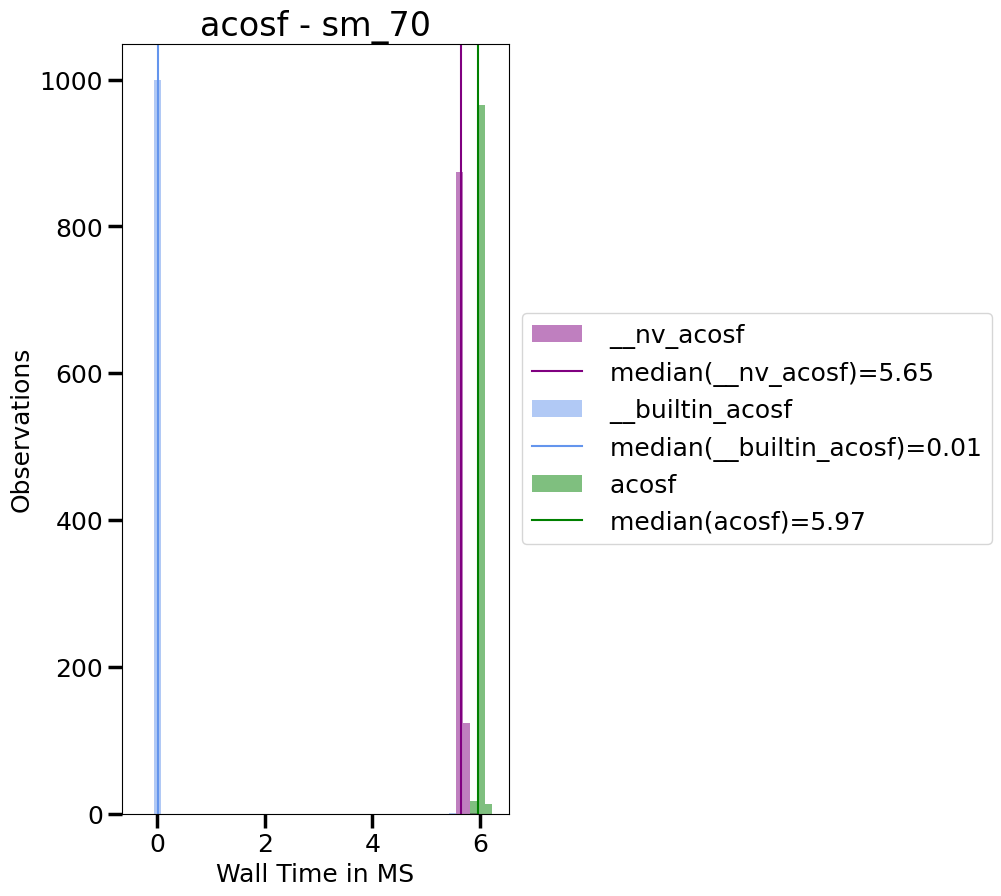 acosf - sm_70
1000
800
600
400
200
0
Observations
0 2 4 6
Wall Time in MS
__nv_acosf
median(__nv_acosf)=5.65
__builtin_acosf
median(__builtin_acosf)=0.01
acosf
median(acosf)=5.97